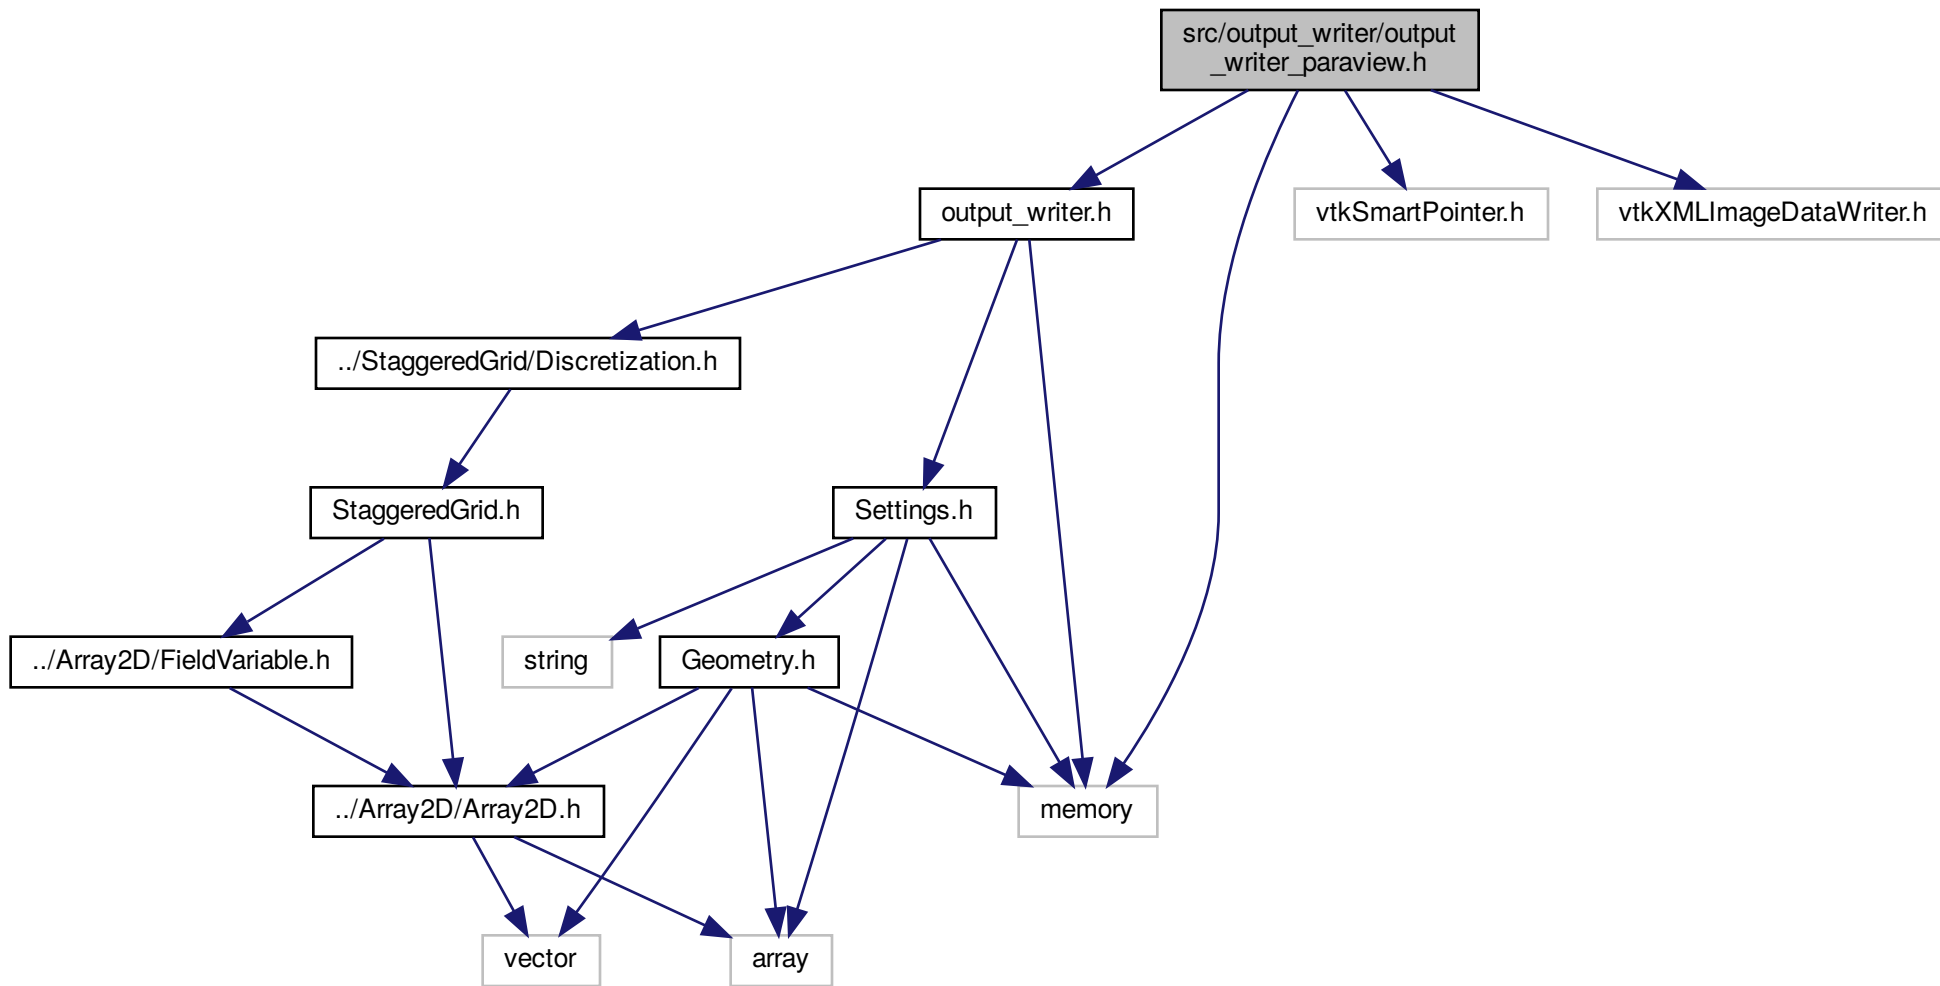 src/output_writer/output
_writer_paraview.h
output_writer.h
vtkSmartPointer.h
vtkXMLImageDataWriter.h
../StaggeredGrid/Discretization.h
StaggeredGrid.h
Settings.h
../Array2D/FieldVariable.h
string
Geometry.h
../Array2D/Array2D.h
memory
vector
array